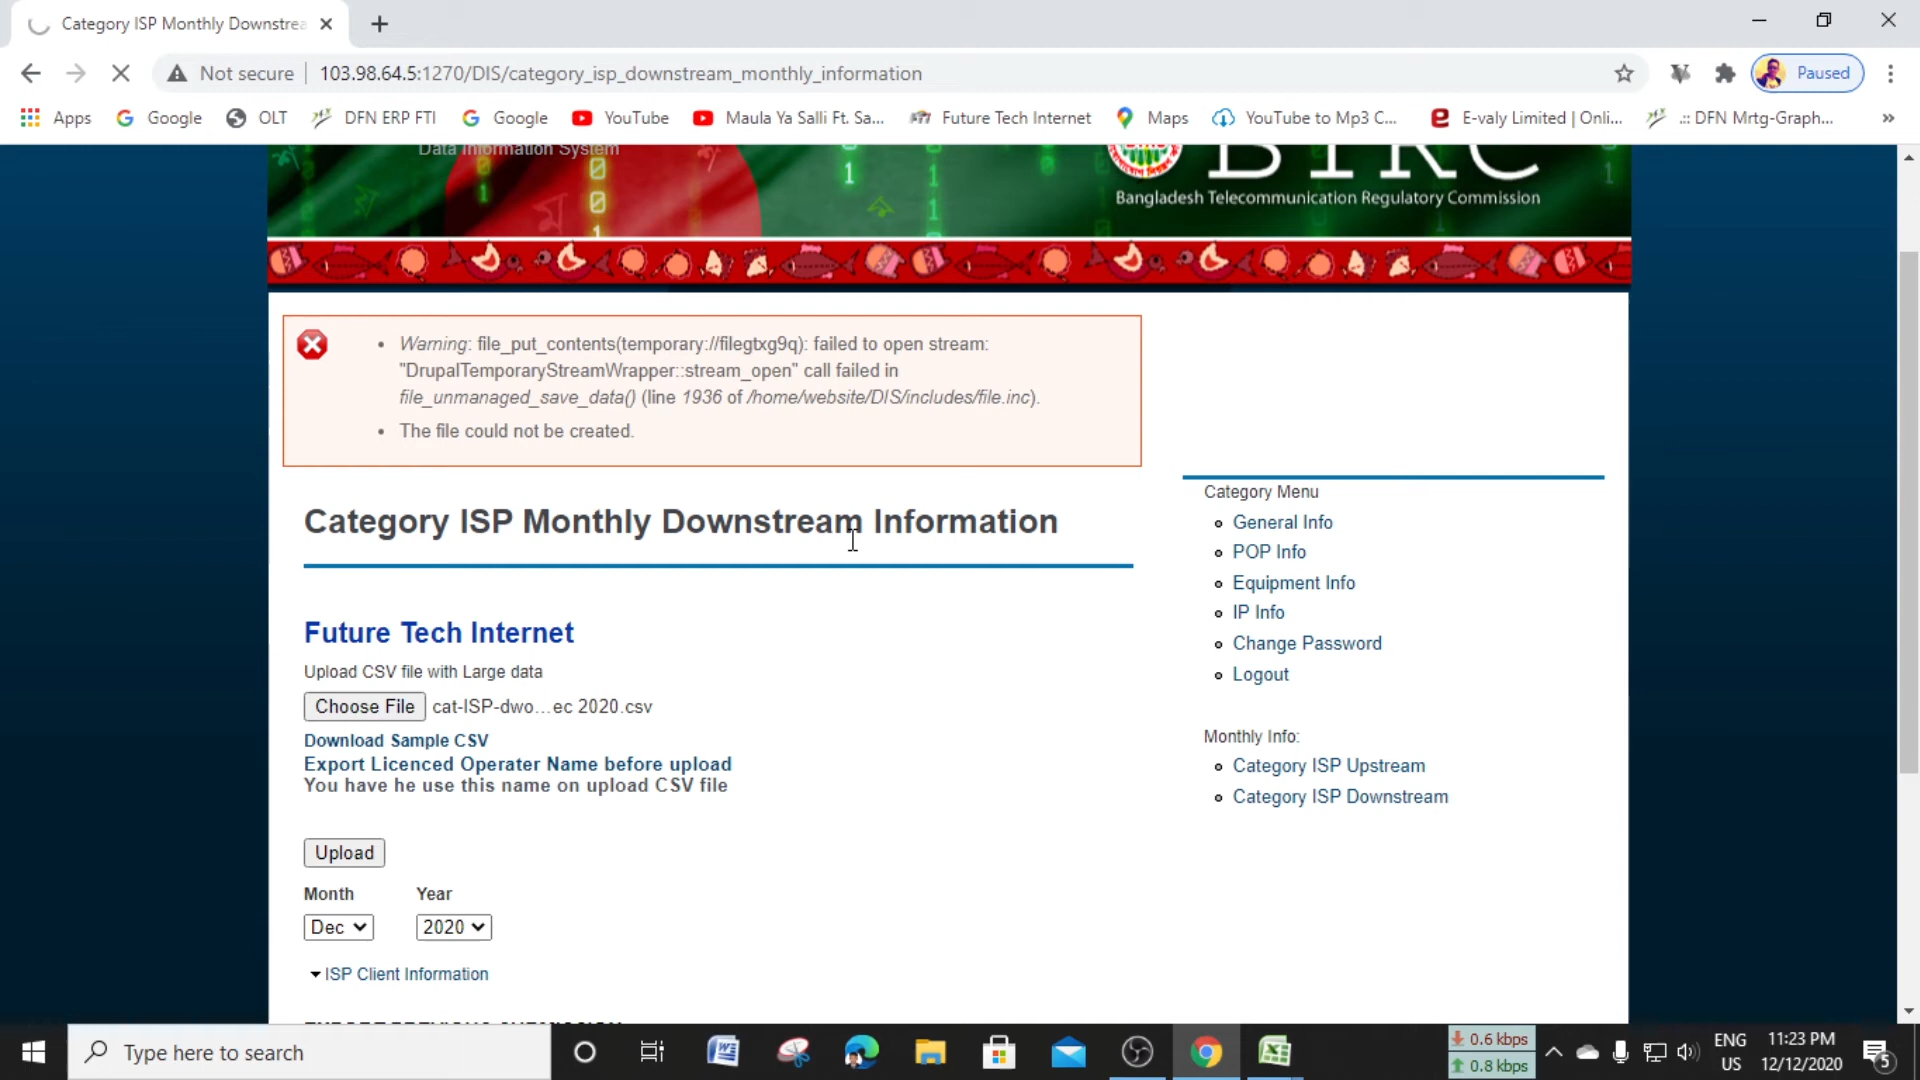 Category ISP Monthly Downstrea
Not secure
103.98.64.5:1270/DIS/category_isp_downstream_monthly_information
Paused
Apps
Google
OLT
DFN ERP FTI
Google
YouTube
Maula Ya Salli Ft. Sa...
Future Tech Internet
Maps
YouTube to Mp3 C...
E-valy Limited | Onli...
.:: DFN Mrtg-Graph...
»
Data Information System
BTRC
Bangladesh Telecommunication Regulatory Commission
Warning: file_put_contents(temporary://filegtxg9q): failed to open stream:
"DrupalTemporaryStreamWrapper::stream_open" call failed in
file_unmanaged_save_data() (line 1936 of /home/website/DIS/includes/file.inc).
The file could not be created.
Category ISP Monthly Downstream Information
Future Tech Internet
Upload CSV file with Large data
Choose File cat-ISP-dwo...ec 2020.csv
Download Sample CSV
Export Licenced Operater Name before upload
You have he use this name on upload CSV file
Upload
Month Year
Dec 2020
ISP Client Information
Category Menu
General Info
POP Info
Equipment Info
IP Info
Change Password
Logout
Monthly Info:
Category ISP Upstream
Category ISP Downstream
Type here to search
0.6 kbps
0.8 kbps
ENG
US
11:23 PM
12/12/2020
5